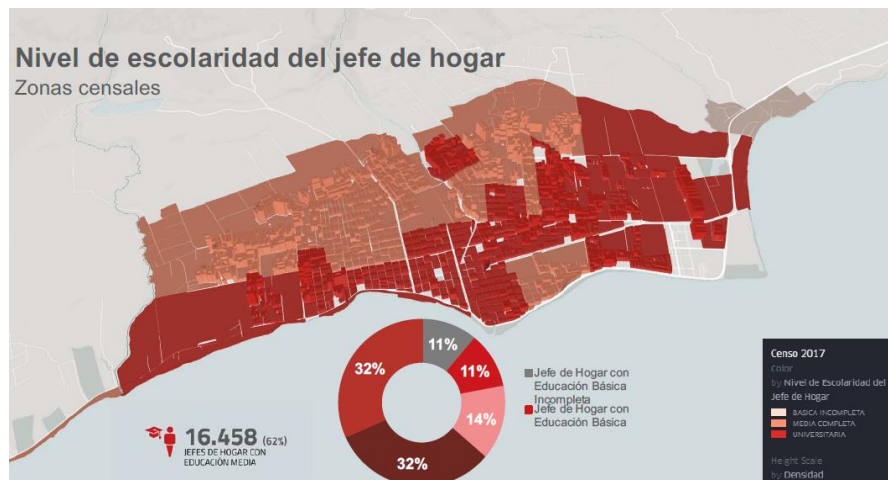 Nivel de escolaridad del jefe de hogar
Zonas censales
11%
11%
14%
32%
32%
Jefe de Hogar con
Educación Básica
Incompleta
Jefe de Hogar con
Educación Básica
16.458 (62%)
JEFES DE HOGAR CON
EDUCACIÓN MEDIA
Censo 2017
Color
by Nivel de Escolaridad del
Jefe de Hogar
BASICA INCOMPLETA
MEDIA COMPLETA
UNIVERSITARIA
Height Scale
by Densidad